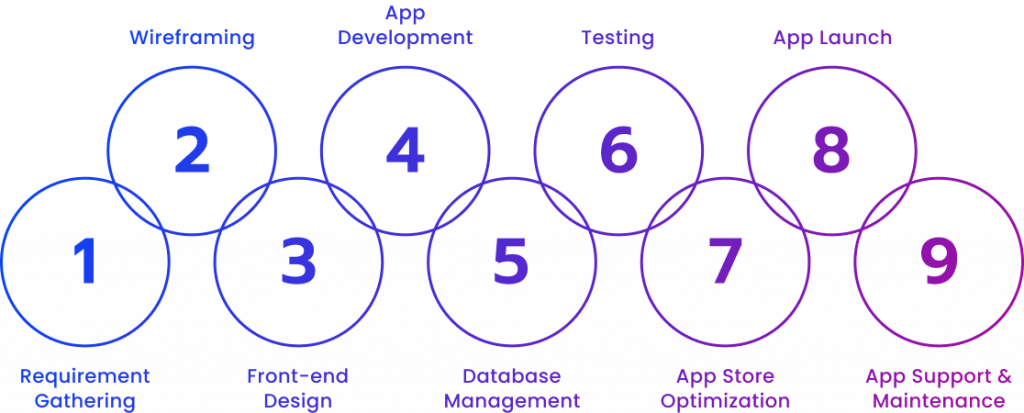 App
Wireframing
Development
Testing
App Launch
2
4
6
8
1
3
5
7
9
Requirement
Gathering
Front-end
Design
Database
Management
App Store
Optimization
App Support &
Maintenance